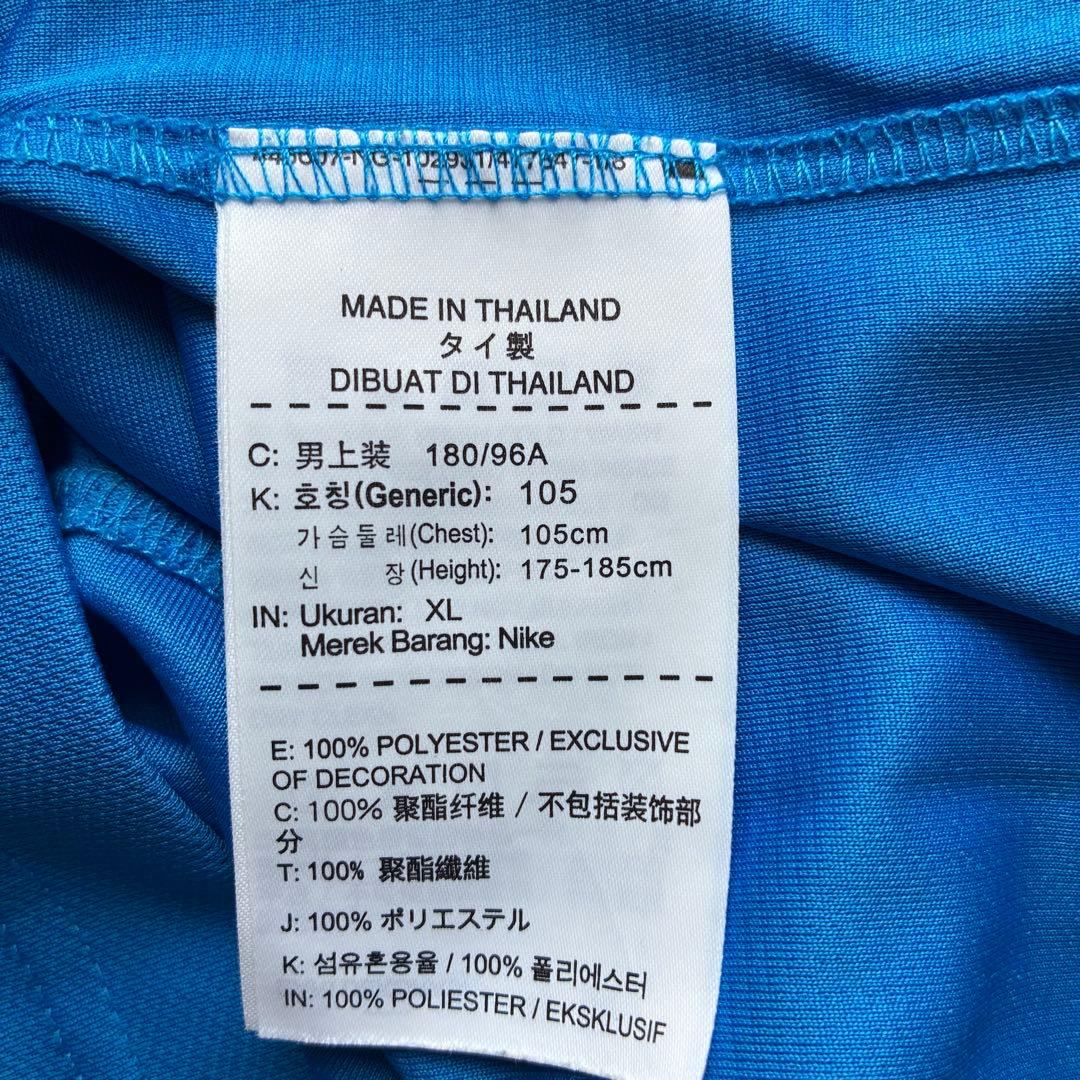 MADE IN THAILAND
タイ製
DIBUAT DI THAILAND
C: 男上装 180/96A
K: 호칭(Generic): 105
가슴둘레(Chest): 105cm
신 장(Height): 175-185cm
IN: Ukuran: XL
Merek Barang: Nike
E: 100% POLYESTER / EXCLUSIVE
OF DECORATION
C: 100% 聚酯纤维 / 不包括装饰部
分
T: 100% 聚酯纖維
J: 100% ポリエステル
K: 섬유혼용율 / 100% 폴리에스터
IN: 100% POLIESTER / EKSKLUSIF